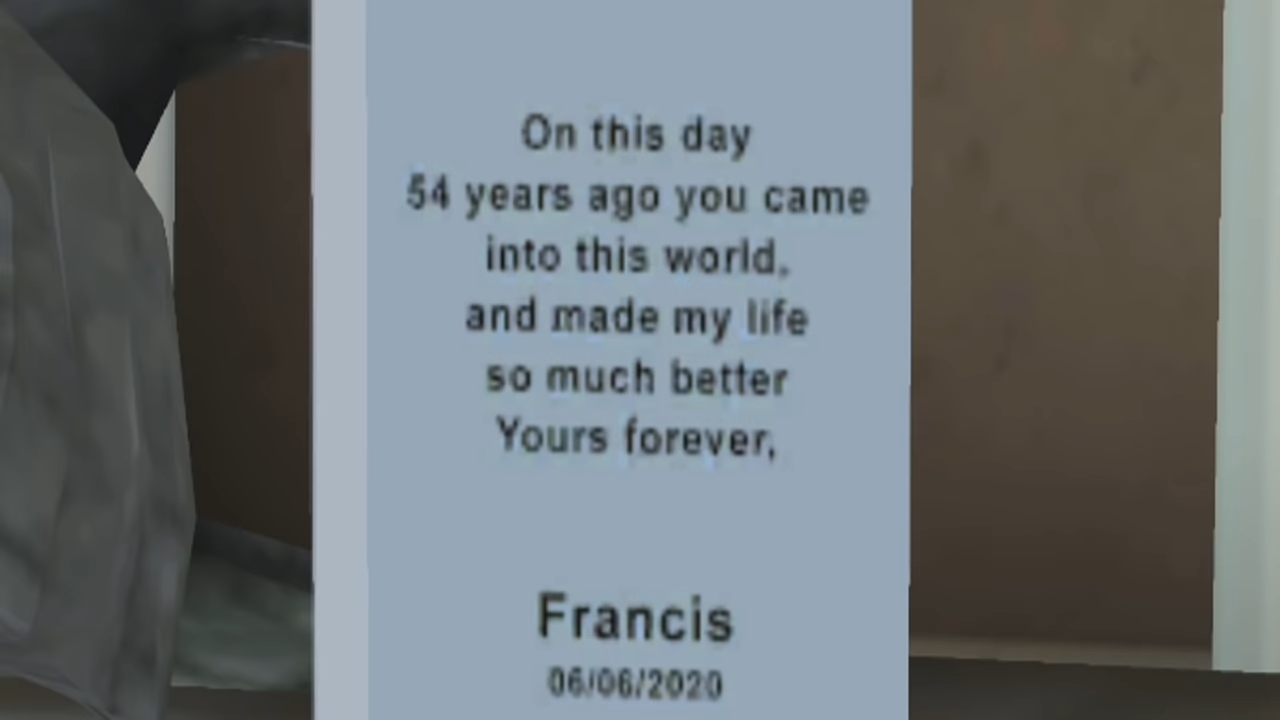 On this day
54 years ago you came
into this world,
and made my life
so much better
Yours forever,
Francis
06/06/2020